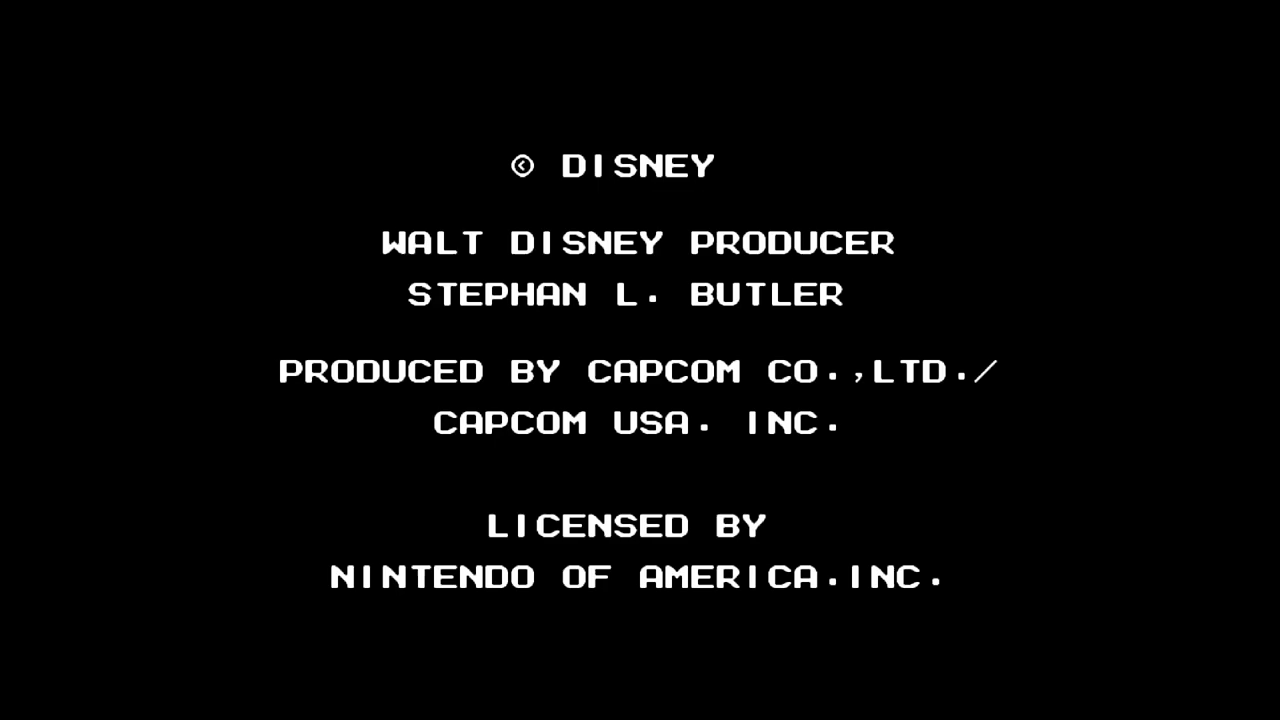 © DISNEY
WALT DISNEY PRODUCER
STEPHAN L. BUTLER
PRODUCED BY CAPCOM CO.,LTD./
CAPCOM USA. INC.
LICENSED BY
NINTENDO OF AMERICA.INC.